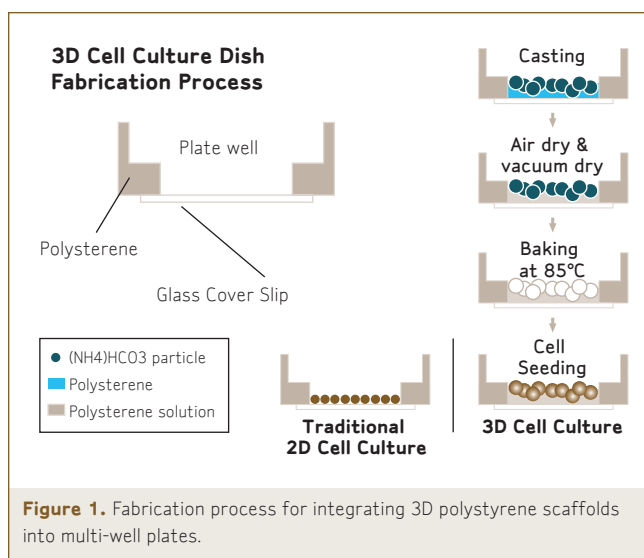 3D Cell Culture Dish
Fabrication Process
Plate well
Polysterene
Glass Cover Slip
Casting
Air dry &
vacuum dry
Baking
at 85°C
Cell
Seeding
(NH4)HCO3 particle
Polysterene
Polysterene solution
Traditional
2D Cell Culture
3D Cell Culture
Figure 1. Fabrication process for integrating 3D polystyrene scaffolds
into multi-well plates.